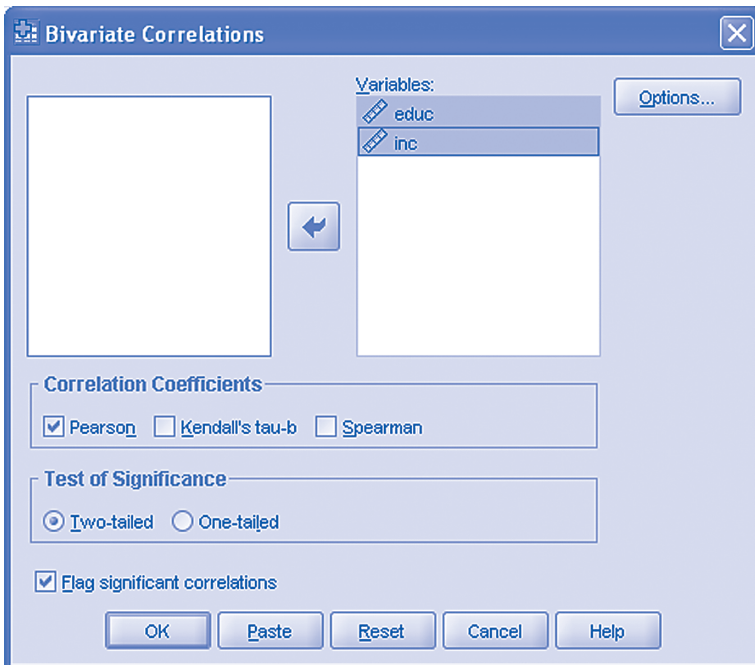 Bivariate Correlations
Variables:
educ
inc
Options...
Correlation Coefficients
Pearson Kendall's tau-b Spearman
Test of Significance
Two-tailed One-tailed
Flag significant correlations
OK Paste Reset Cancel Help